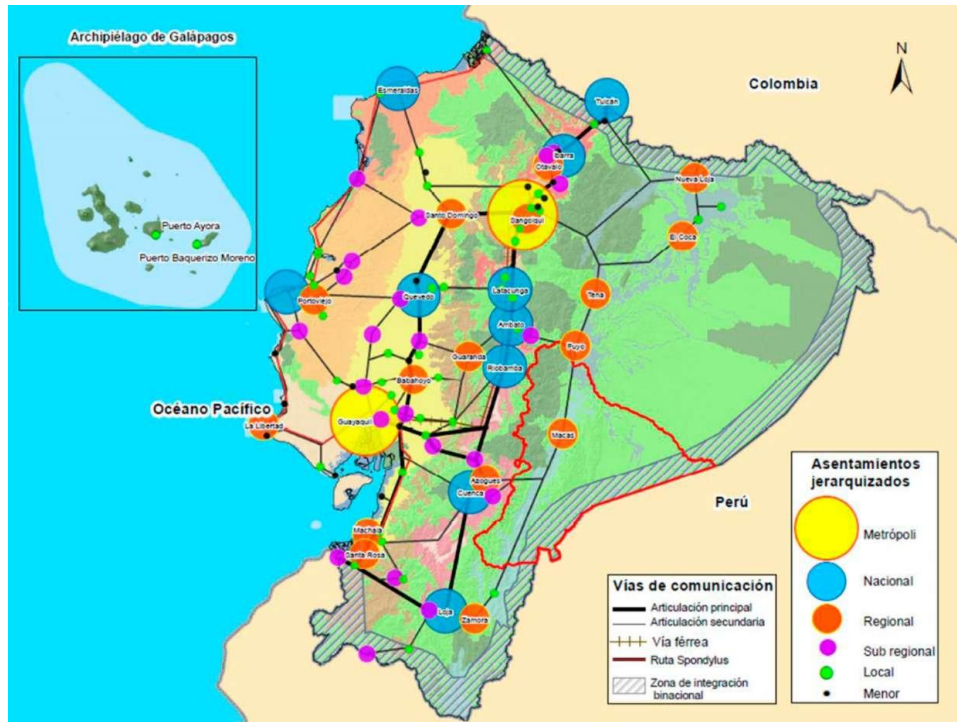 Archipiélago de Galápagos
Puerto Ayora
Puerto Baquerizo Moreno
N
Colombia
Esmeraldas
Tulcán
Ibarra
Otavalo
Nueva Loja
Santo Domingo
Sangolquí
El Coca
Portoviejo
Quevedo
Latacunga
Tena
Ambato
Guaranda
Riobamba
Puyo
Babahoyo
Océano Pacífico
La Libertad
Guayaquil
Macas
Azogues
Cuenca
Perú
Machala
Santa Rosa
Loja
Zamora
Vías de comunicación
Articulación principal
Articulación secundaria
Vía férrea
Ruta Spondylus
Zona de integración
binacional
Asentamientos
jerarquizados
Metrópoli
Nacional
Regional
Sub regional
Local
Menor